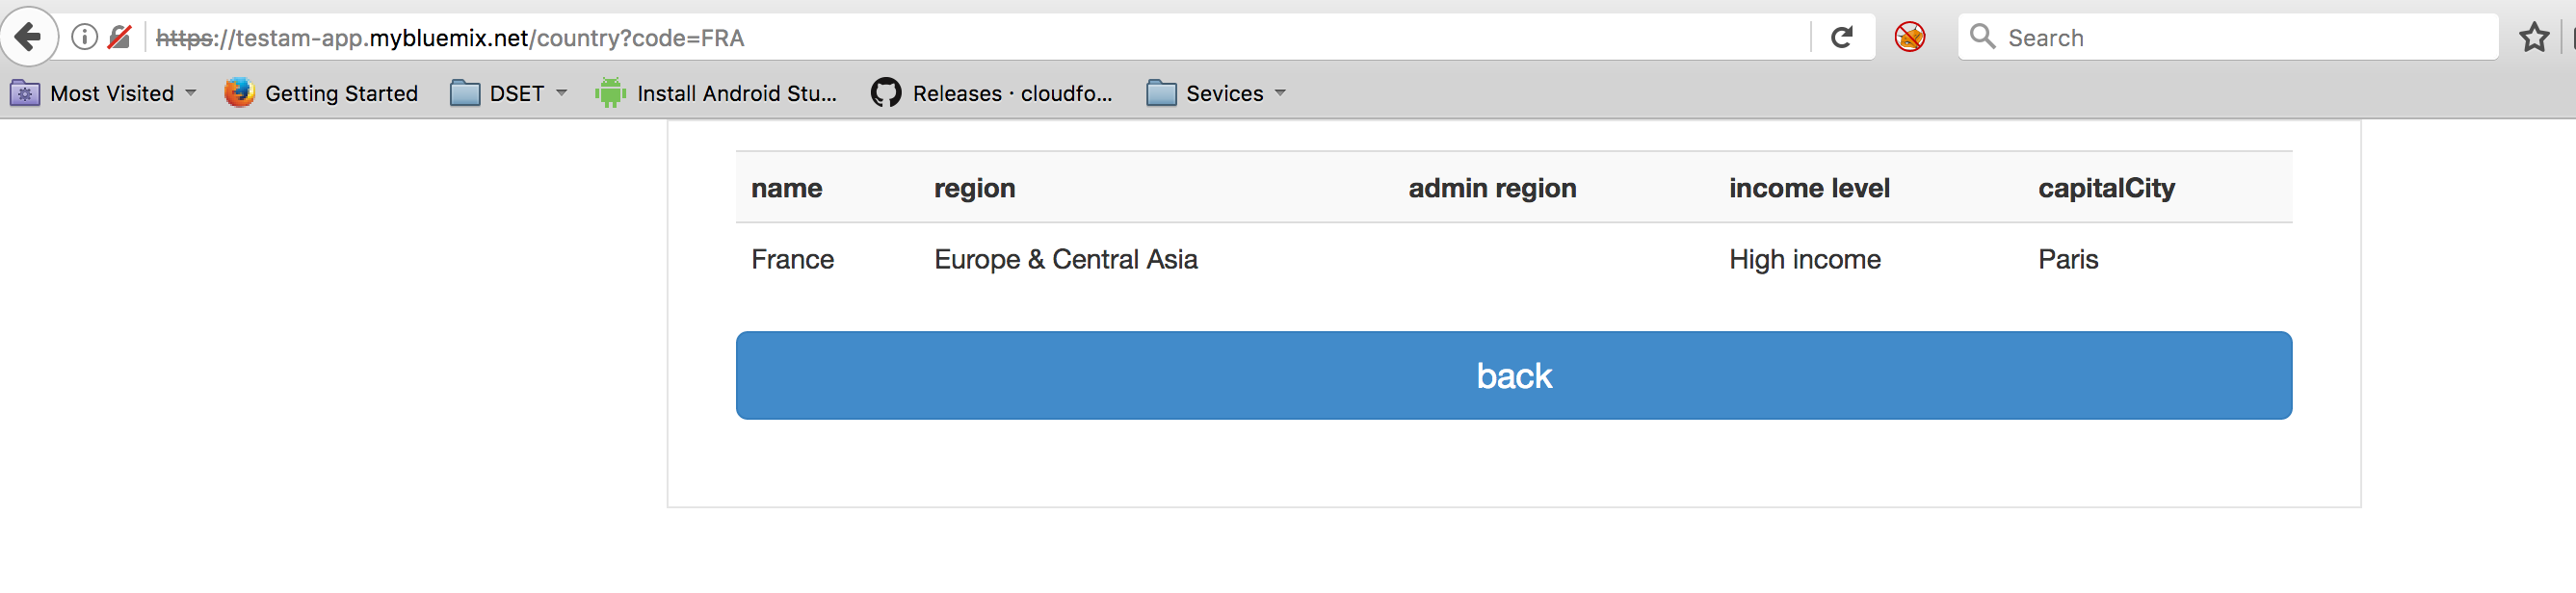 https://testam-app.mybluemix.net/country?code=FRA Search
Most Visited Getting Started DSET Install Android Stu... Releases · cloudfo... Sevices
name region admin region income level capitalCity
France Europe & Central Asia High income Paris
back